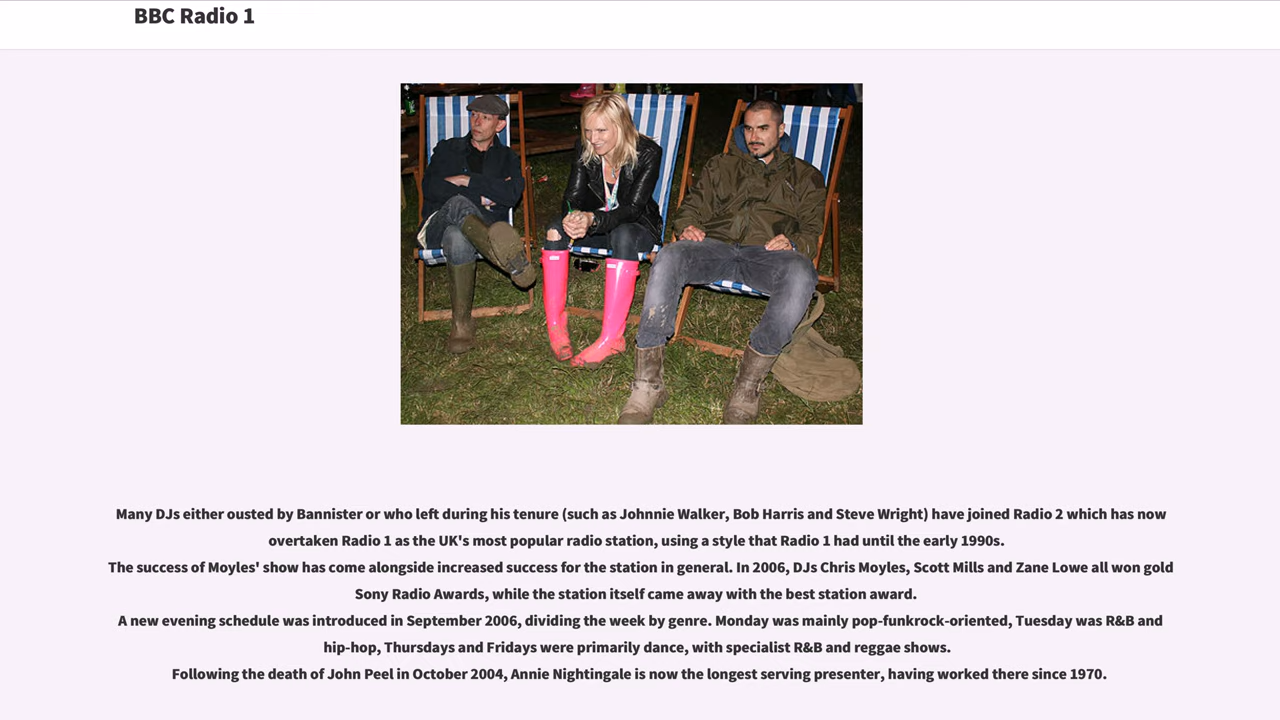 BBC Radio 1
Many DJs either ousted by Bannister or who left during his tenure (such as Johnnie Walker, Bob Harris and Steve Wright) have joined Radio 2 which has now
overtaken Radio 1 as the UK's most popular radio station, using a style that Radio 1 had until the early 1990s.
The success of Moyles' show has come alongside increased success for the station in general. In 2006, DJs Chris Moyles, Scott Mills and Zane Lowe all won gold
Sony Radio Awards, while the station itself came away with the best station award.
A new evening schedule was introduced in September 2006, dividing the week by genre. Monday was mainly pop-funkrock-oriented, Tuesday was R&B and
hip-hop, Thursdays and Fridays were primarily dance, with specialist R&B and reggae shows.
Following the death of John Peel in October 2004, Annie Nightingale is now the longest serving presenter, having worked there since 1970.